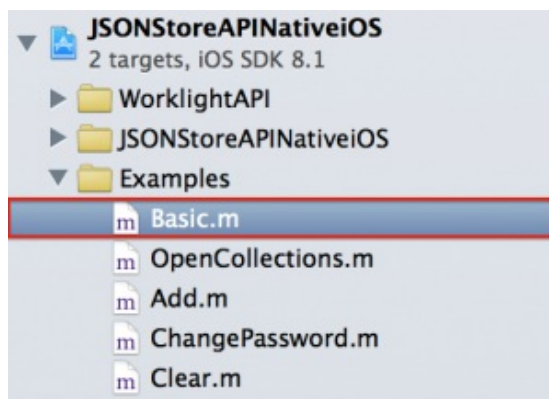 JSONStoreAPINativeiOS
2 targets, iOS SDK 8.1
WorklightAPI
JSONStoreAPINativeiOS
Examples
m Basic.m
m OpenCollections.m
m Add.m
m ChangePassword.m
m Clear.m